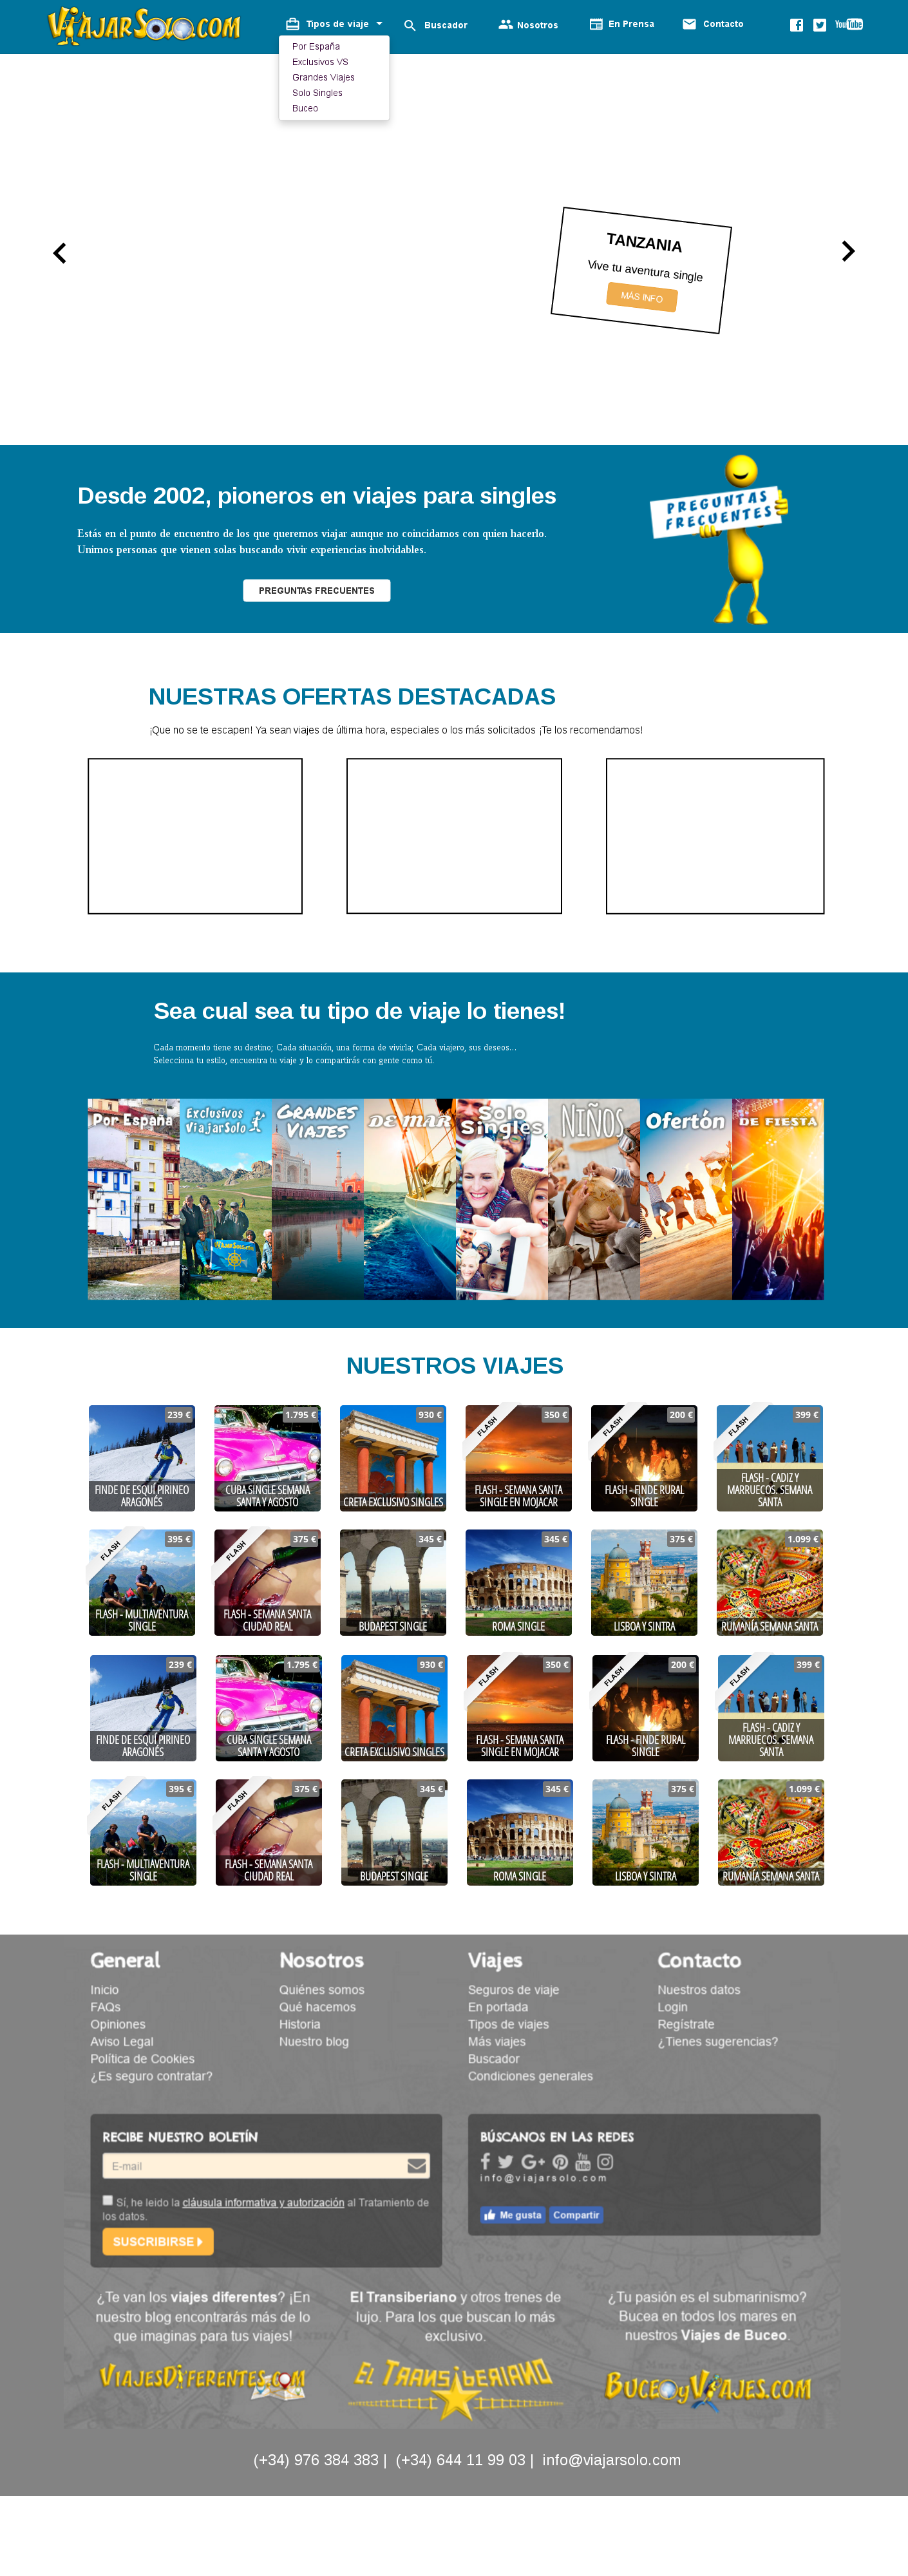 ViajarSolo.com
Tipos de viaje
Buscador
Nosotros
En Prensa
Contacto
You Tube
Por España
Exclusivos VS
Grandes Viajes
Solo Singles
Buceo
TANZANIA
Vive tu aventura single
MÁS INFO
Desde 2002, pioneros en viajes para singles
Estás en el punto de encuentro de los que queremos viajar aunque no coincidamos con quien hacerlo.
Unimos personas que vienen solas buscando vivir experiencias inolvidables.
PREGUNTAS FRECUENTES
PREGUNTAS
FRECUENTES
NUESTRAS OFERTAS DESTACADAS
¡Que no se te escapen! Ya sean viajes de última hora, especiales o los más solicitados ¡Te los recomendamos!
Sea cual sea tu tipo de viaje lo tienes!
Cada momento tiene su destino; Cada situación, una forma de vivirla; Cada viajero, sus deseos...
Selecciona tu estilo, encuentra tu viaje y lo compartirás con gente como tú.
Por España
Exclusivos
ViajarSolo
GRANDES
VIAJES
DE MAR
Solo
Singles
NIÑOS
Ofertón
DE FIESTA
VIAJARSOLO.COM
NUESTROS VIAJES
239 €
FINDE DE ESQUÍ PIRINEO
ARAGONÉS
1.795 €
CUBA SINGLE SEMANA
SANTA Y AGOSTO
930 €
CRETA EXCLUSIVO SINGLES
FLASH
350 €
FLASH - SEMANA SANTA
SINGLE EN MOJACAR
FLASH
200 €
FLASH - FINDE RURAL
SINGLE
FLASH
399 €
FLASH - CADIZ Y
MARRUECOS. SEMANA
SANTA
FLASH
395 €
FLASH - MULTIAVENTURA
SINGLE
FLASH
375 €
FLASH - SEMANA SANTA
CIUDAD REAL
345 €
BUDAPEST SINGLE
345 €
ROMA SINGLE
375 €
LISBOA Y SINTRA
1.099 €
RUMANÍA SEMANA SANTA
239 €
FINDE DE ESQUÍ PIRINEO
ARAGONÉS
1.795 €
CUBA SINGLE SEMANA
SANTA Y AGOSTO
930 €
CRETA EXCLUSIVO SINGLES
FLASH
350 €
FLASH - SEMANA SANTA
SINGLE EN MOJACAR
FLASH
200 €
FLASH - FINDE RURAL
SINGLE
FLASH
399 €
FLASH - CADIZ Y
MARRUECOS. SEMANA
SANTA
FLASH
395 €
FLASH - MULTIAVENTURA
SINGLE
FLASH
375 €
FLASH - SEMANA SANTA
CIUDAD REAL
345 €
BUDAPEST SINGLE
345 €
ROMA SINGLE
375 €
LISBOA Y SINTRA
1.099 €
RUMANÍA SEMANA SANTA
General
Inicio
FAQs
Opiniones
Aviso Legal
Política de Cookies
¿Es seguro contratar?
Nosotros
Quiénes somos
Qué hacemos
Historia
Nuestro blog
Viajes
Seguros de viaje
En portada
Tipos de viajes
Más viajes
Buscador
Condiciones generales
Contacto
Nuestros datos
Login
Regístrate
¿Tienes sugerencias?
RECIBE NUESTRO BOLETÍN
E-mail
Sí, he leído la cláusula informativa y autorización al Tratamiento de
los datos.
SUSCRIBIRSE
BÚSCANOS EN LAS REDES
You Tube
info@viajarsolo.com
Me gusta
Compartir
¿Te van los viajes diferentes? ¡En
nuestro blog encontrarás más de lo
que imaginas para tus viajes!
ViajesDiferentes.com
El Transiberiano y otros trenes de
lujo. Para los que buscan lo más
exclusivo.
EL TRANSIBERIANO
¿Tu pasión es el submarinismo?
Bucea en todos los mares en
nuestros Viajes de Buceo.
BuceoyViajes.com
(+34) 976 384 383 | (+34) 644 11 99 03 | info@viajarsolo.com